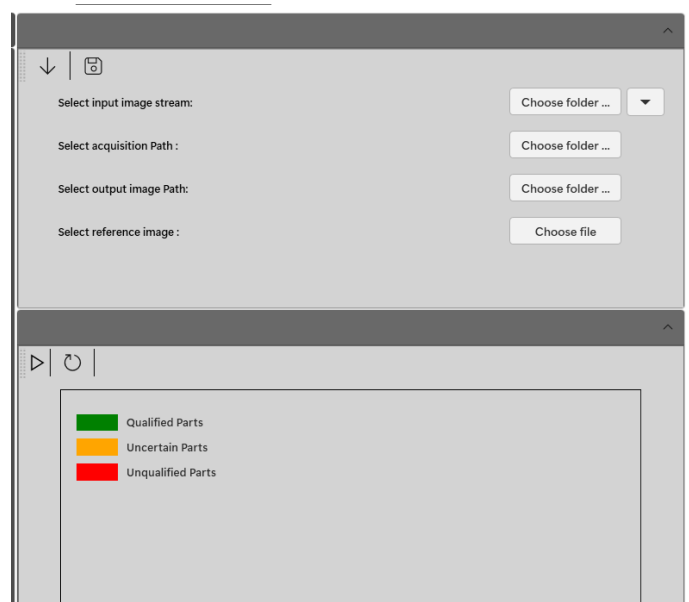 Select input image stream: Choose folder ...
Select acquisition Path : Choose folder ...
Select output image Path: Choose folder ...
Select reference image : Choose file
Qualified Parts
Uncertain Parts
Unqualified Parts